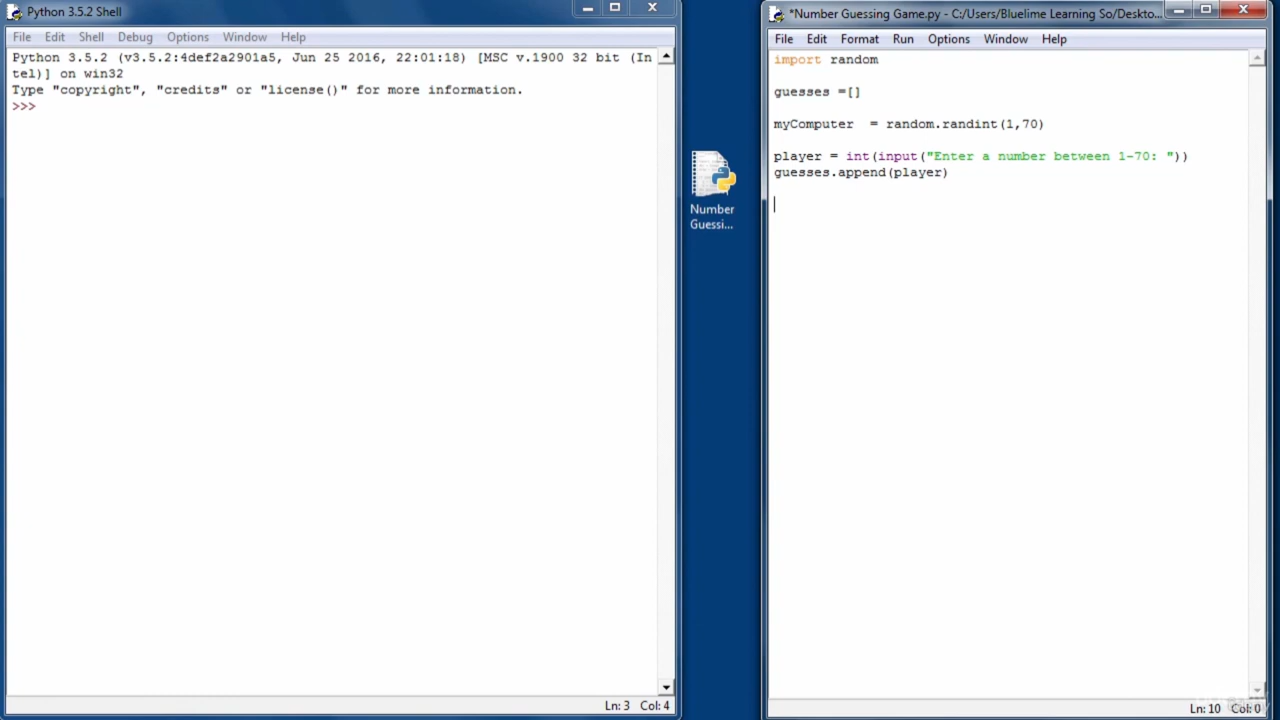 Python 3.5.2 Shell
File Edit Shell Debug Options Window Help
Python 3.5.2 (v3.5.2:4def2a2901a5, Jun 25 2016, 22:01:18) [MSC v.1900 32 bit (In
tel)] on win32
Type "copyright", "credits" or "license()" for more information.
>>>
Ln: 3 Col: 4
Number
Guessi...
*Number Guessing Game.py - C:/Users/Bluelime Learning So/Deskto...
File Edit Format Run Options Window Help
import random
guesses =[]
myComputer  = random.randint(1,70)
player = int(input("Enter a number between 1-70: "))
guesses.append(player)
Ln: 10 Col: 0